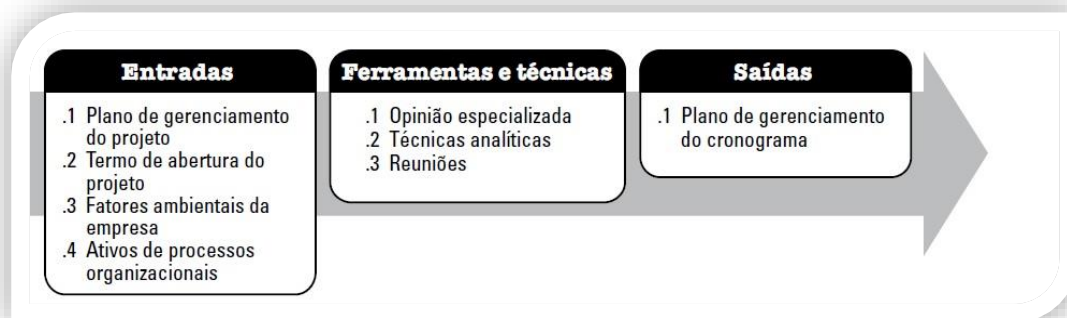 Entradas
.1 Plano de gerenciamento
do projeto
.2 Termo de abertura do
projeto
.3 Fatores ambientais da
empresa
.4 Ativos de processos
organizacionais
Ferramentas e técnicas
.1 Opinião especializada
.2 Técnicas analíticas
.3 Reuniões
Saídas
.1 Plano de gerenciamento
do cronograma